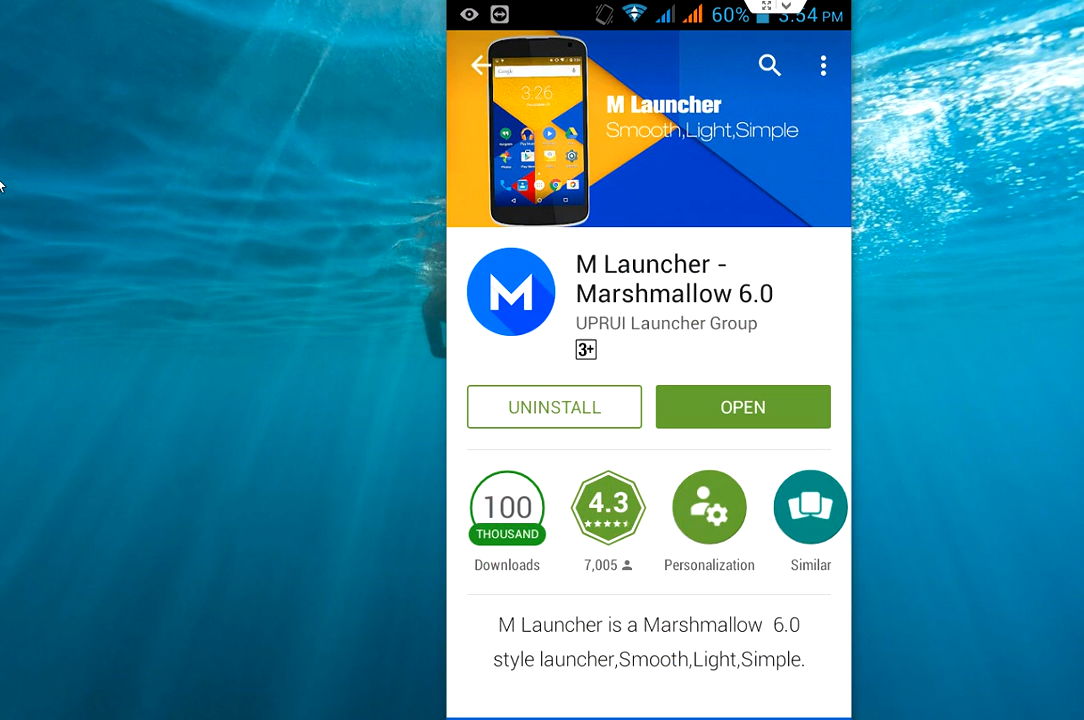 60% 3:54 PM
Google
3:26
M Launcher
Smooth,Light,Simple
M
M Launcher -
Marshmallow 6.0
UPRUI Launcher Group
3+
UNINSTALL
OPEN
100
THOUSAND
Downloads
4.3
7,005
Personalization
Similar
M Launcher is a Marshmallow 6.0
style launcher,Smooth,Light,Simple.